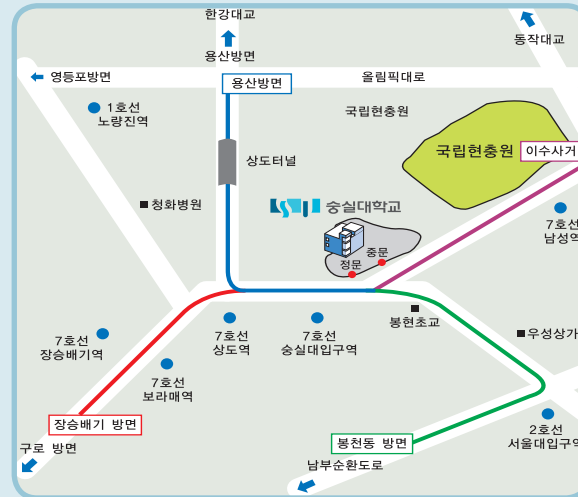 한강대교
동작대교
용산방면
영등포방면
용산방면
올림픽대로
1호선
노량진역
국립현충원
국립현충원
이수사거
상도터널
청화병원
숭실대학교
7호선
남성역
중문
정문
봉현초교
7호선
장승배기역
7호선
상도역
7호선
숭실대입구역
우성상가
7호선
보라매역
장승배기 방면
봉천동 방면
2호선
서울대입구역
구로 방면
남부순환도로